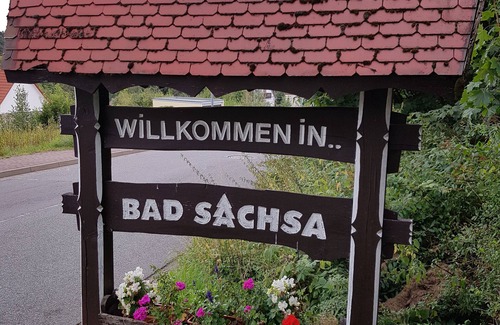 WiLLKOMMEN iN..
BAD SACHSA